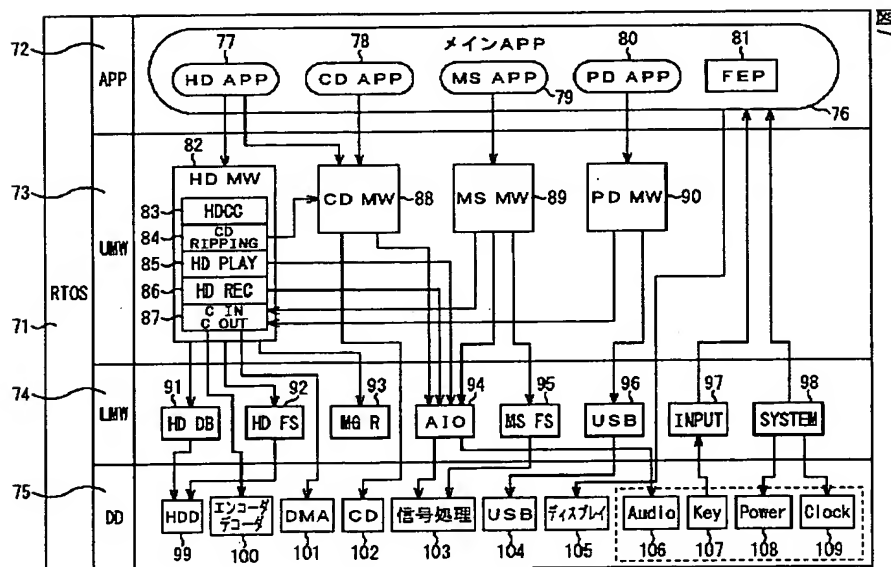 図7
72
77
78
メインAPP
80
81
APP
HD APP
CD APP
MS APP
PD APP
FEP
79
76
82
73
HD MW
CD MW
88
MS MW
89
PD MW
90
83
HDCC
84
CD
RIPPING
85
HD PLAY
86
HD REC
87
C IN
C OUT
UMW
RTOS
71
74
91
92
93
94
95
96
97
98
LMW
HD DB
HD FS
MG R
AIO
MS FS
USB
INPUT
SYSTEM
75
DD
HDD
エンコーダ
デコーダ
DMA
CD
信号処理
USB
ディスプレイ
Audio
Key
Power
Clock
99
100
101
102
103
104
105
106
107
108
109